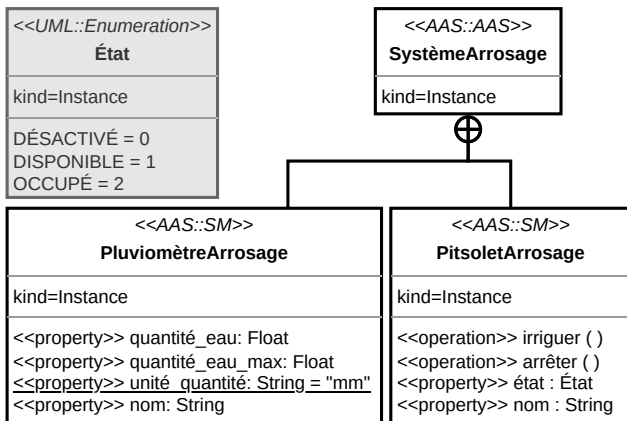 <<UML::Enumeration>>
État
kind=Instance
DÉSACTIVÉ = 0
DISPONIBLE = 1
OCCUPÉ = 2
<<AAS::AAS>>
SystèmeArrosage
kind=Instance
<<AAS::SM>>
PluviomètreArrosage
kind=Instance
<<property>> quantité_eau: Float
<<property>> quantité_eau_max: Float
<<property>> unité_quantité: String = "mm"
<<property>> nom: String
<<AAS::SM>>
PitsoletArrosage
kind=Instance
<<operation>> irriguer ( )
<<operation>> arrêter ( )
<<property>> état : État
<<property>> nom : String